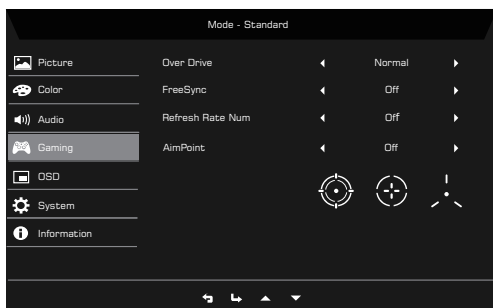 Mode - Standard
Picture
Over Drive Normal
Color
FreeSync Off
Audio
Refresh Rate Num Off
Gaming
AimPoint Off
OSD
System
Information